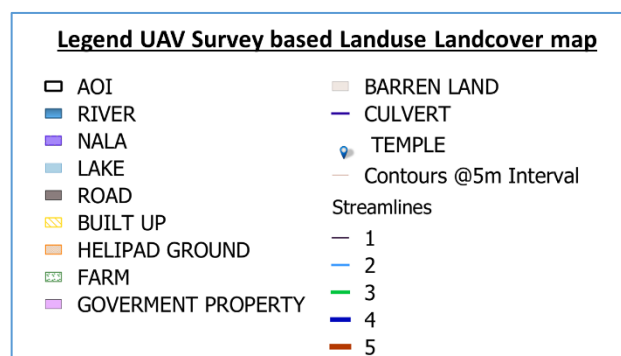 Legend UAV Survey based Landuse Landcover map
AOI
RIVER
NALA
LAKE
ROAD
BUILT UP
HELIPAD GROUND
FARM
GOVERMENT PROPERTY
BARREN LAND
CULVERT
TEMPLE
Contours @5m Interval
Streamlines
1
2
3
4
5